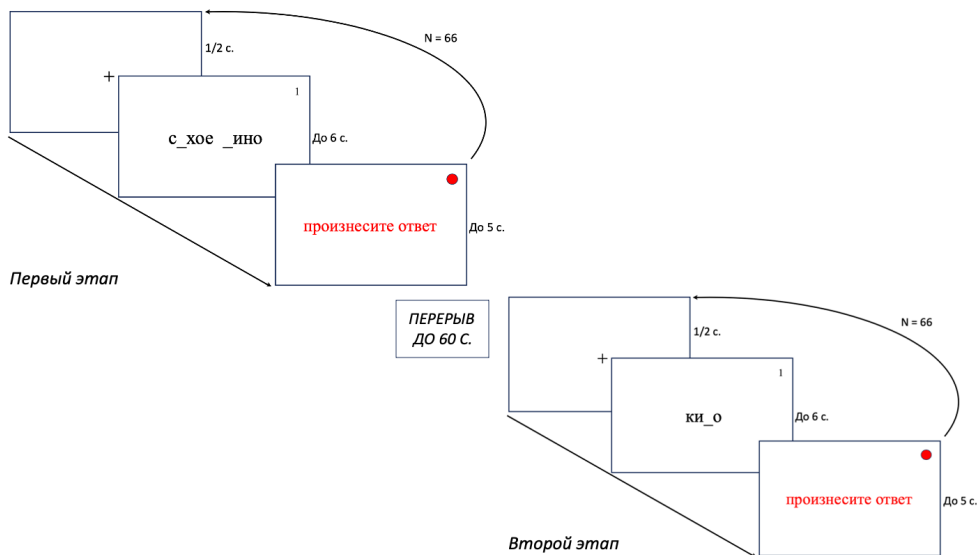 1/2 с.
N = 66
+
1
с_хое _ино
До 6 с.
произнесите ответ
До 5 с.
Первый этап
ПЕРЕРЫВ
ДО 60 С.
1/2 с.
N = 66
+
1
ки_о
До 6 с.
произнесите ответ
До 5 с.
Второй этап